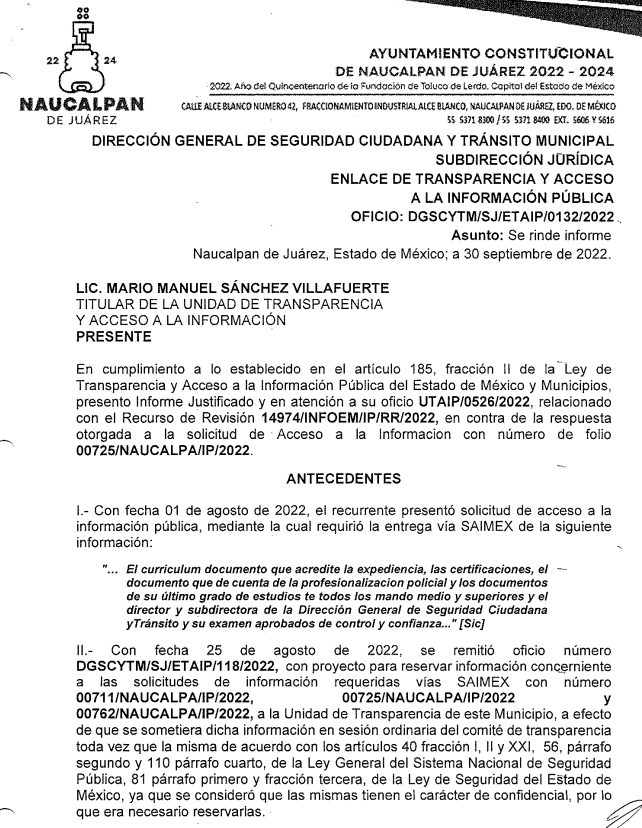 22 24
NAUCALPAN
DE JUÁREZ
AYUNTAMIENTO CONSTITUCIONAL
DE NAUCALPAN DE JUÁREZ 2022 - 2024
2022. Año del Quincentenario de la Fundación de Toluca de Lerdo, Capital del Estado de México
CALLE ALCE BLANCO NUMERO 42, FRACCIONAMIENTO INDUSTRIAL ALCE BLANCO, NAUCALPAN DE JUÁREZ, EDO. DE MÉXICO
55 5371 8300 / 55 5371 8400 EXT. 5606 Y 5616
DIRECCIÓN GENERAL DE SEGURIDAD CIUDADANA Y TRÁNSITO MUNICIPAL
SUBDIRECCIÓN JURÍDICA
ENLACE DE TRANSPARENCIA Y ACCESO
A LA INFORMACIÓN PÚBLICA
OFICIO: DGSCYTM/SJ/ETAIP/0132/2022
Asunto: Se rinde informe
Naucalpan de Juárez, Estado de México; a 30 septiembre de 2022.
LIC. MARIO MANUEL SÁNCHEZ VILLAFUERTE
TITULAR DE LA UNIDAD DE TRANSPARENCIA
Y ACCESO A LA INFORMACIÓN
PRESENTE
En cumplimiento a lo establecido en el artículo 185, fracción II de la Ley de
Transparencia y Acceso a la Información Pública del Estado de México y Municipios,
presento Informe Justificado y en atención a su oficio UTAIP/0526/2022, relacionado
con el Recurso de Revisión 14974/INFOEM/IP/RR/2022, en contra de la respuesta
otorgada a la solicitud de Acceso a la Informacion con número de folio
00725/NAUCALPA/IP/2022.
ANTECEDENTES
I.- Con fecha 01 de agosto de 2022, el recurrente presentó solicitud de acceso a la
información pública, mediante la cual requirió la entrega vía SAIMEX de la siguiente
información:
"... El curriculum documento que acredite la expediencia, las certificaciones, el
documento que de cuenta de la profesionalizacion policial y los documentos
de su último grado de estudios te todos los mando medio y superiores y el
director y subdirectora de la Dirección General de Seguridad Ciudadana
yTránsito y su examen aprobados de control y confianza..." [Sic]
II.- Con fecha 25 de agosto de 2022, se remitió oficio número
DGSCYTM/SJ/ETAIP/118/2022, con proyecto para reservar información concerniente
a las solicitudes de información requeridas vías SAIMEX con número
00711/NAUCALPA/IP/2022, 00725/NAUCALPA/IP/2022 y
00762/NAUCALPA/IP/2022, a la Unidad de Transparencia de este Municipio, a efecto
de que se sometiera dicha información en sesión ordinaria del comité de transparencia
toda vez que la misma de acuerdo con los artículos 40 fracción I, II y XXI, 56, párrafo
segundo y 110 párrafo cuarto, de la Ley General del Sistema Nacional de Seguridad
Pública, 81 párrafo primero y fracción tercera, de la Ley de Seguridad del Estado de
México, ya que se consideró que las mismas tienen el carácter de confidencial, por lo
que era necesario reservarlas.